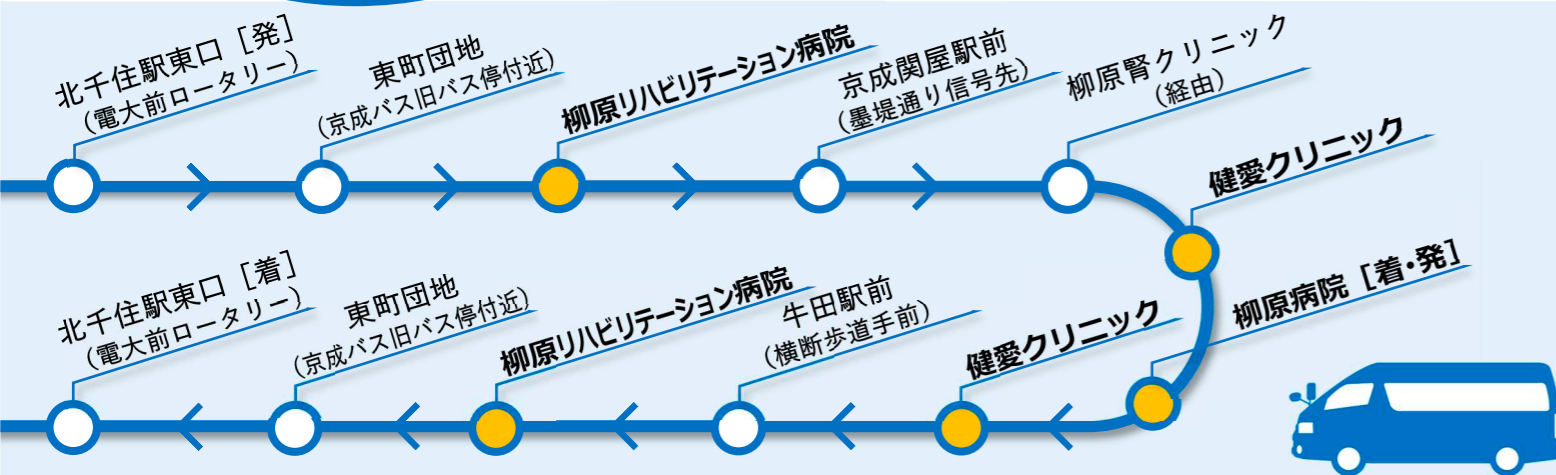 北千住駅東口［発］
（電大前ロータリー）
東町団地
（京成バス旧バス停付近）
柳原リハビリテーション病院
京成関屋駅前
（墨堤通り信号先）
柳原腎クリニック
（経由）
健愛クリニック
柳原病院［着・発］
健愛クリニック
牛田駅前
（横断歩道手前）
柳原リハビリテーション病院
東町団地
（京成バス旧バス停付近）
北千住駅東口［着］
（電大前ロータリー）